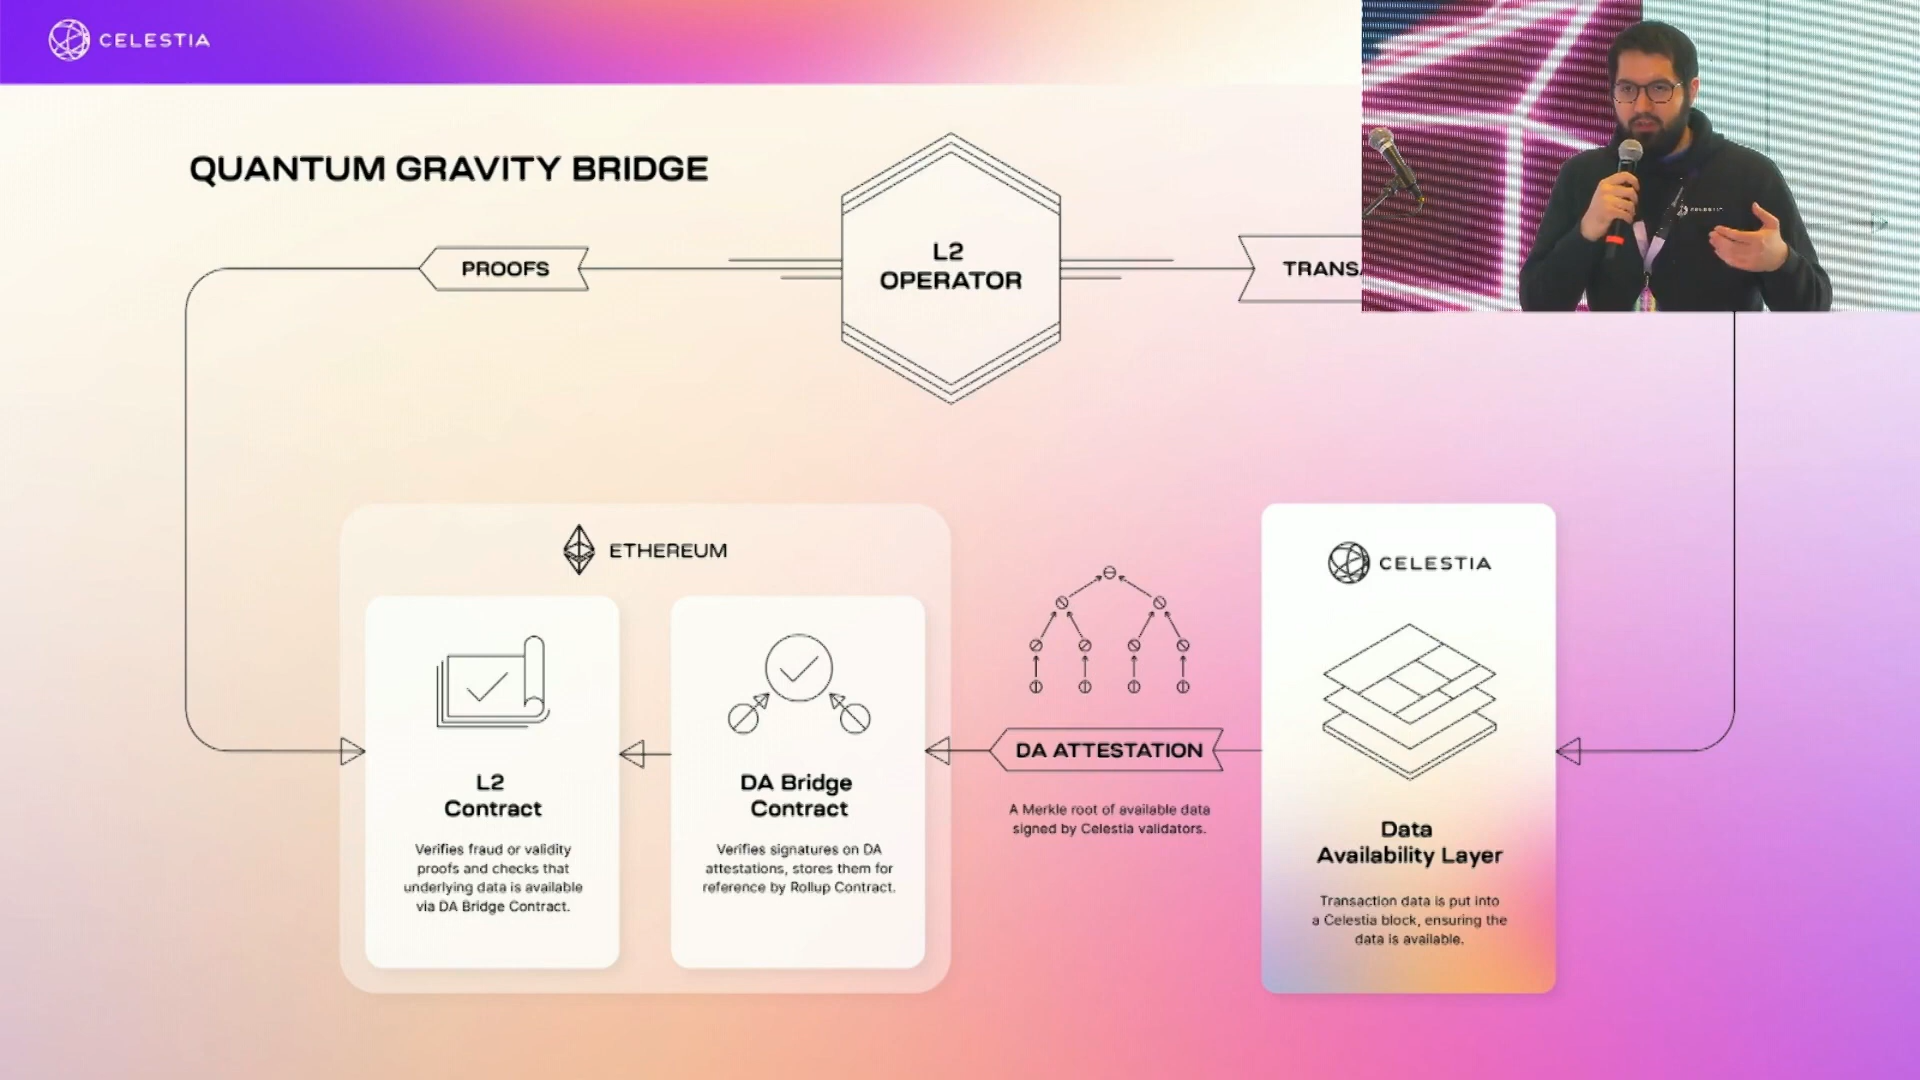 CELESTIA
QUANTUM GRAVITY BRIDGE
PROOFS
L2
OPERATOR
TRANSA
CELESTIA
ETHEREUM
L2
Contract
Verifies fraud or validity
proofs and checks that
underlying data is available
via DA Bridge Contract.
DA Bridge
Contract
Verifies signatures on DA
attestations, stores them for
reference by Rollup Contract.
DA ATTESTATION
A Merkle root of available data
signed by Celestia validators.
CELESTIA
Data
Availability Layer
Transaction data is put into
a Celestia block, ensuring the
data is available.